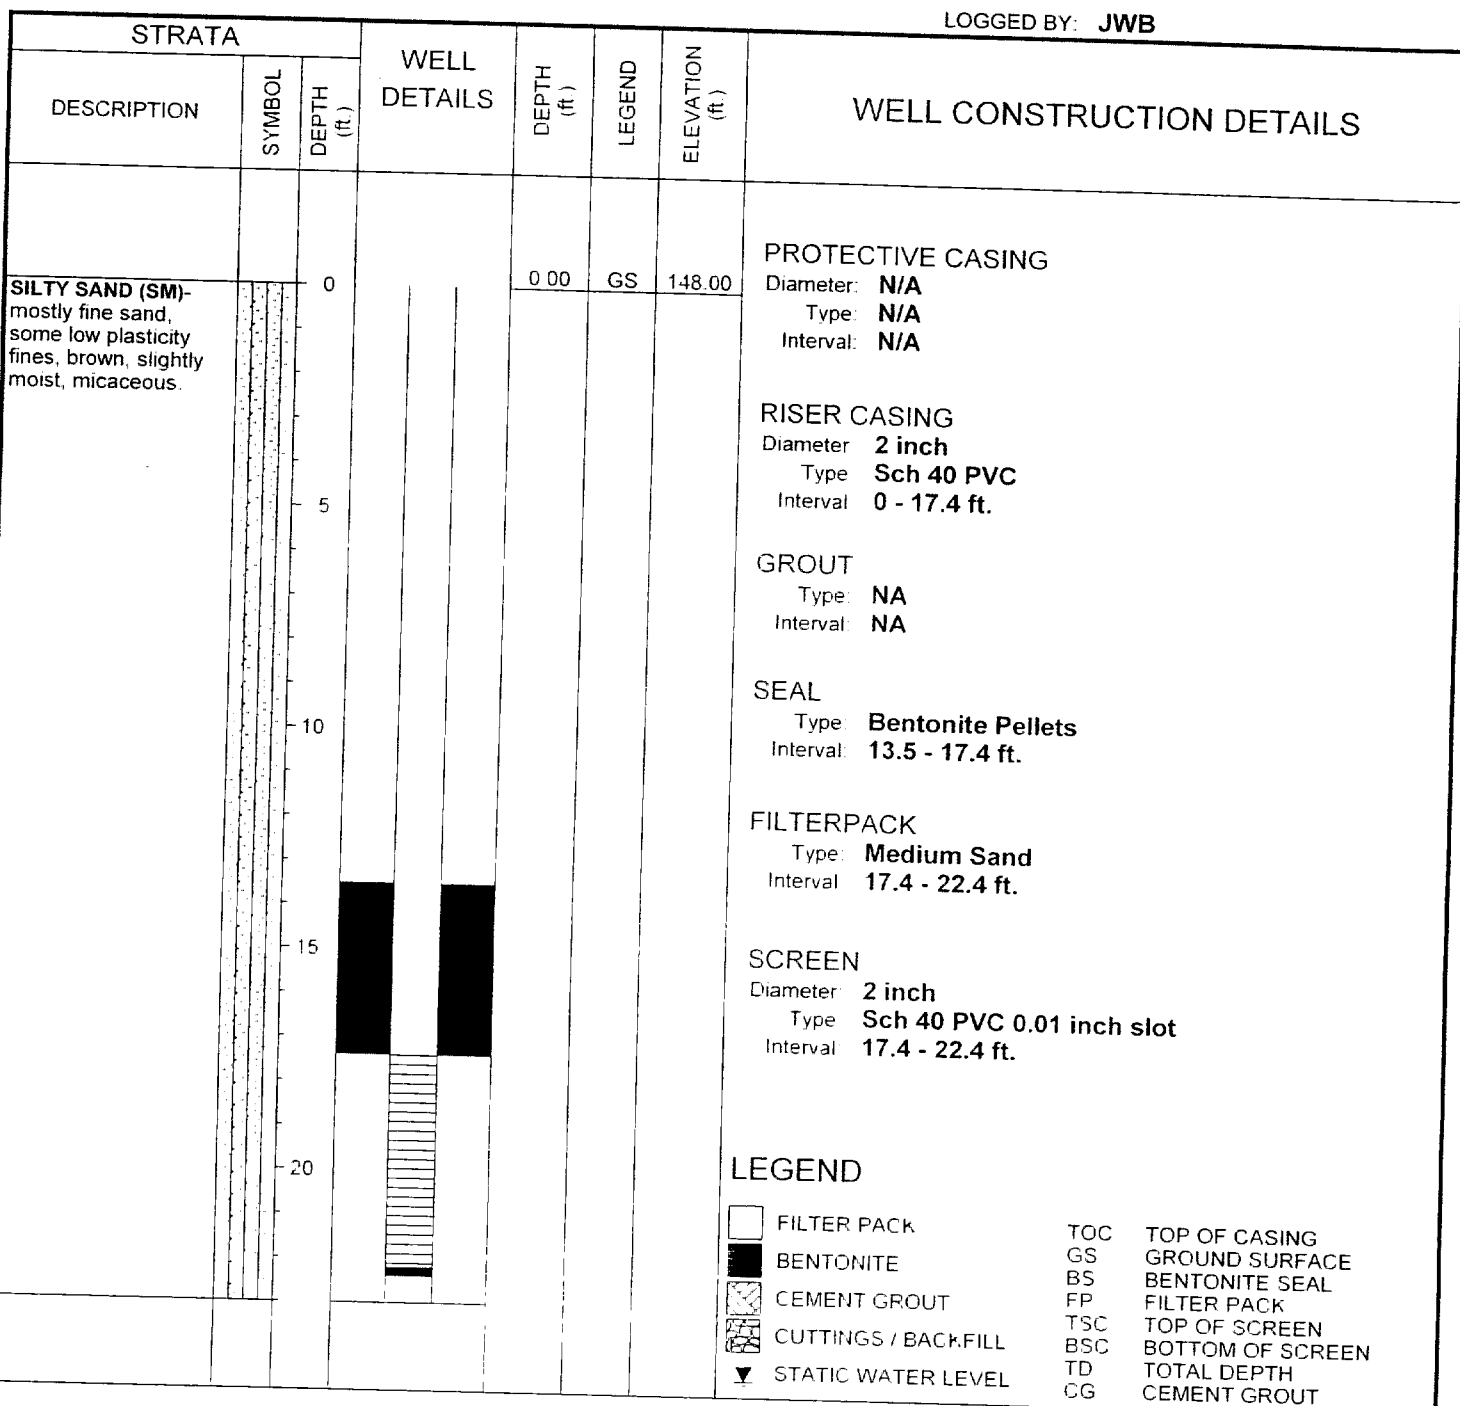 LOGGED BY: JWB
STRATA
DESCRIPTION
SYMBOL
DEPTH (ft.)
WELL DETAILS
DEPTH (ft.)
LEGEND
ELEVATION (ft.)
WELL CONSTRUCTION DETAILS
0 00 GS 148.00
SILTY SAND (SM)-
mostly fine sand,
some low plasticity
fines, brown, slightly
moist, micaceous.
0
5
10
15
20
PROTECTIVE CASING
Diameter: N/A
Type: N/A
Interval: N/A
RISER CASING
Diameter 2 inch
Type Sch 40 PVC
Interval 0 - 17.4 ft.
GROUT
Type: NA
Interval: NA
SEAL
Type: Bentonite Pellets
Interval: 13.5 - 17.4 ft.
FILTERPACK
Type: Medium Sand
Interval 17.4 - 22.4 ft.
SCREEN
Diameter 2 inch
Type Sch 40 PVC 0.01 inch slot
Interval 17.4 - 22.4 ft.
LEGEND
FILTER PACK
BENTONITE
CEMENT GROUT
CUTTINGS / BACKFILL
STATIC WATER LEVEL
TOC TOP OF CASING
GS GROUND SURFACE
BS BENTONITE SEAL
FP FILTER PACK
TSC TOP OF SCREEN
BSC BOTTOM OF SCREEN
TD TOTAL DEPTH
CG CEMENT GROUT